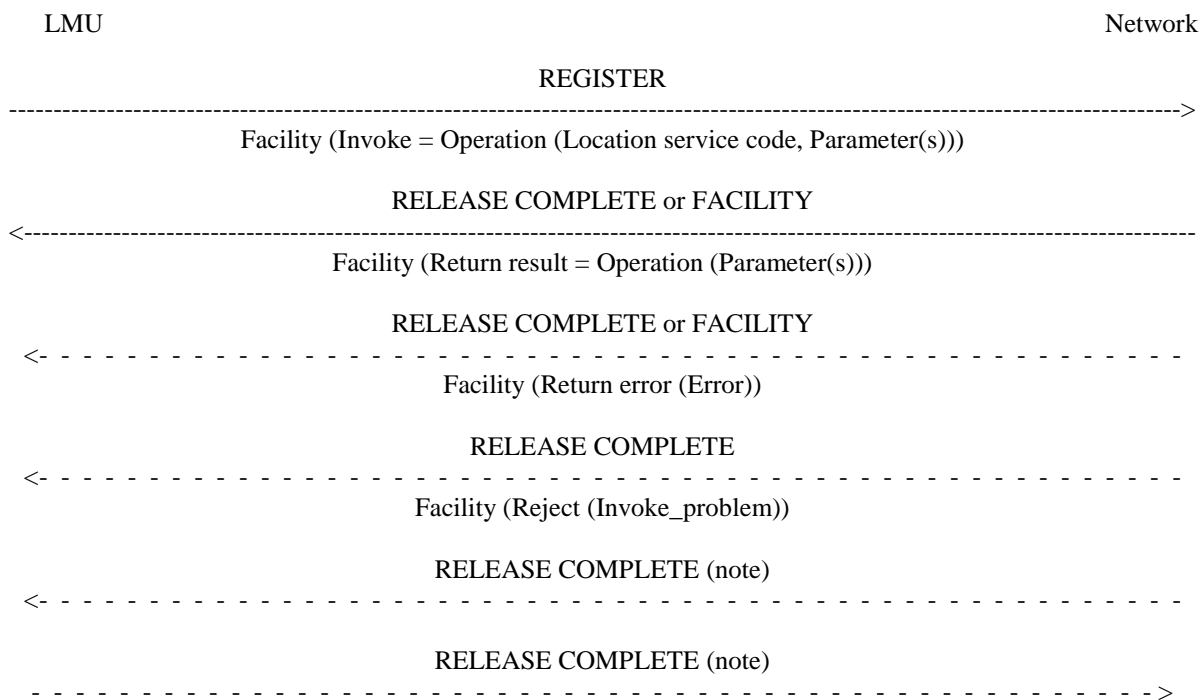 LMU Network
REGISTER
------------------------------------------------------------------------------------------------------------------------------------>
Facility (Invoke = Operation (Location service code, Parameter(s)))
RELEASE COMPLETE or FACILITY
<------------------------------------------------------------------------------------------------------------------------------------
Facility (Return result = Operation (Parameter(s)))
RELEASE COMPLETE or FACILITY
<- - - - - - - - - - - - - - - - - - - - - - - - - - - - - - - - - - - - - - - - - - - - - - - - - - - -
Facility (Return error (Error))
RELEASE COMPLETE
<- - - - - - - - - - - - - - - - - - - - - - - - - - - - - - - - - - - - - - - - - - - - - - - - - - - -
Facility (Reject (Invoke_problem))
RELEASE COMPLETE (note)
<- - - - - - - - - - - - - - - - - - - - - - - - - - - - - - - - - - - - - - - - - - - - - - - - - - - -
RELEASE COMPLETE (note)
- - - - - - - - - - - - - - - - - - - - - - - - - - - - - - - - - - - - - - - - - - - - - - - - - - - ->